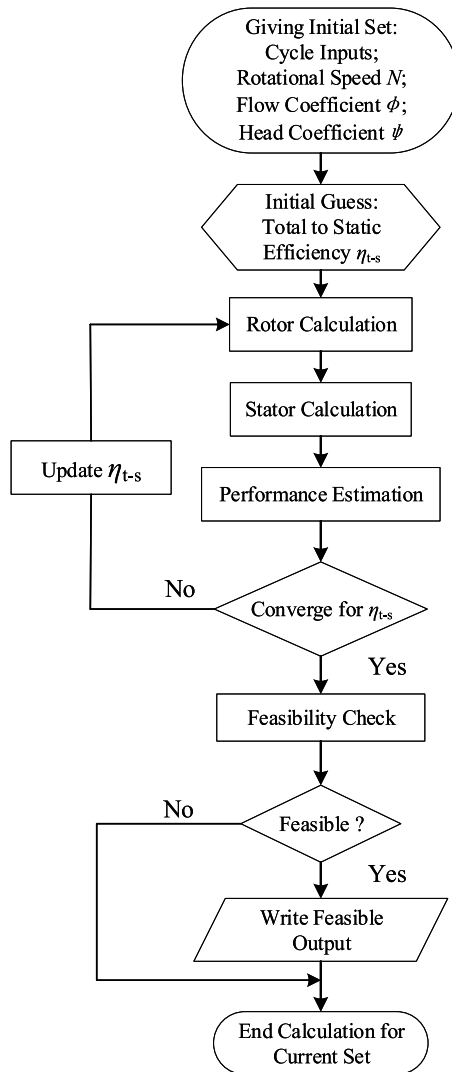 Giving Initial Set:
Cycle Inputs;
Rotational Speed N;
Flow Coefficient ϕ;
Head Coefficient ψ
Initial Guess:
Total to Static
Efficiency ηt-s
Rotor Calculation
Stator Calculation
Update ηt-s
Performance Estimation
No
Converge for ηt-s
Yes
Feasibility Check
No
Feasible ?
Yes
Write Feasible
Output
End Calculation for
Current Set